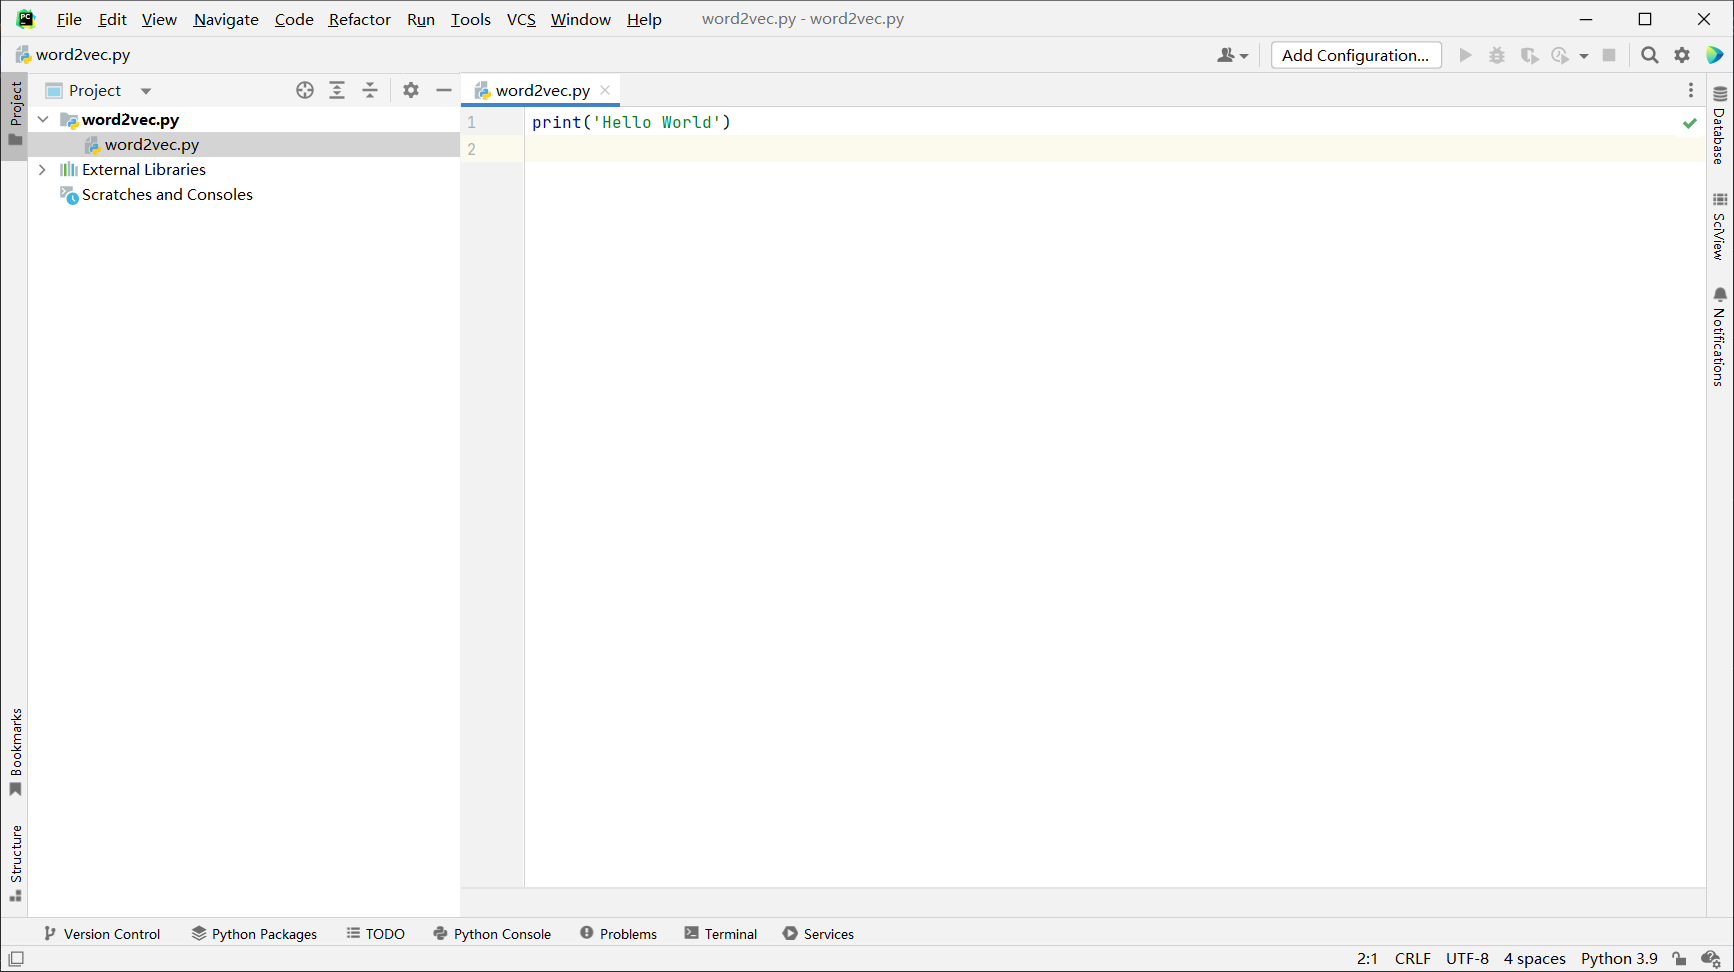 PC File Edit View Navigate Code Refactor Run Tools VCS Window Help word2vec.py - word2vec.py
word2vec.py Add Configuration...
Project
Project
word2vec.py
word2vec.py
External Libraries
Scratches and Consoles
word2vec.py
1 print('Hello World')
2
Database
SciView
Notifications
Bookmarks
Structure
Version Control Python Packages TODO Python Console Problems Terminal Services
2:1 CRLF UTF-8 4 spaces Python 3.9